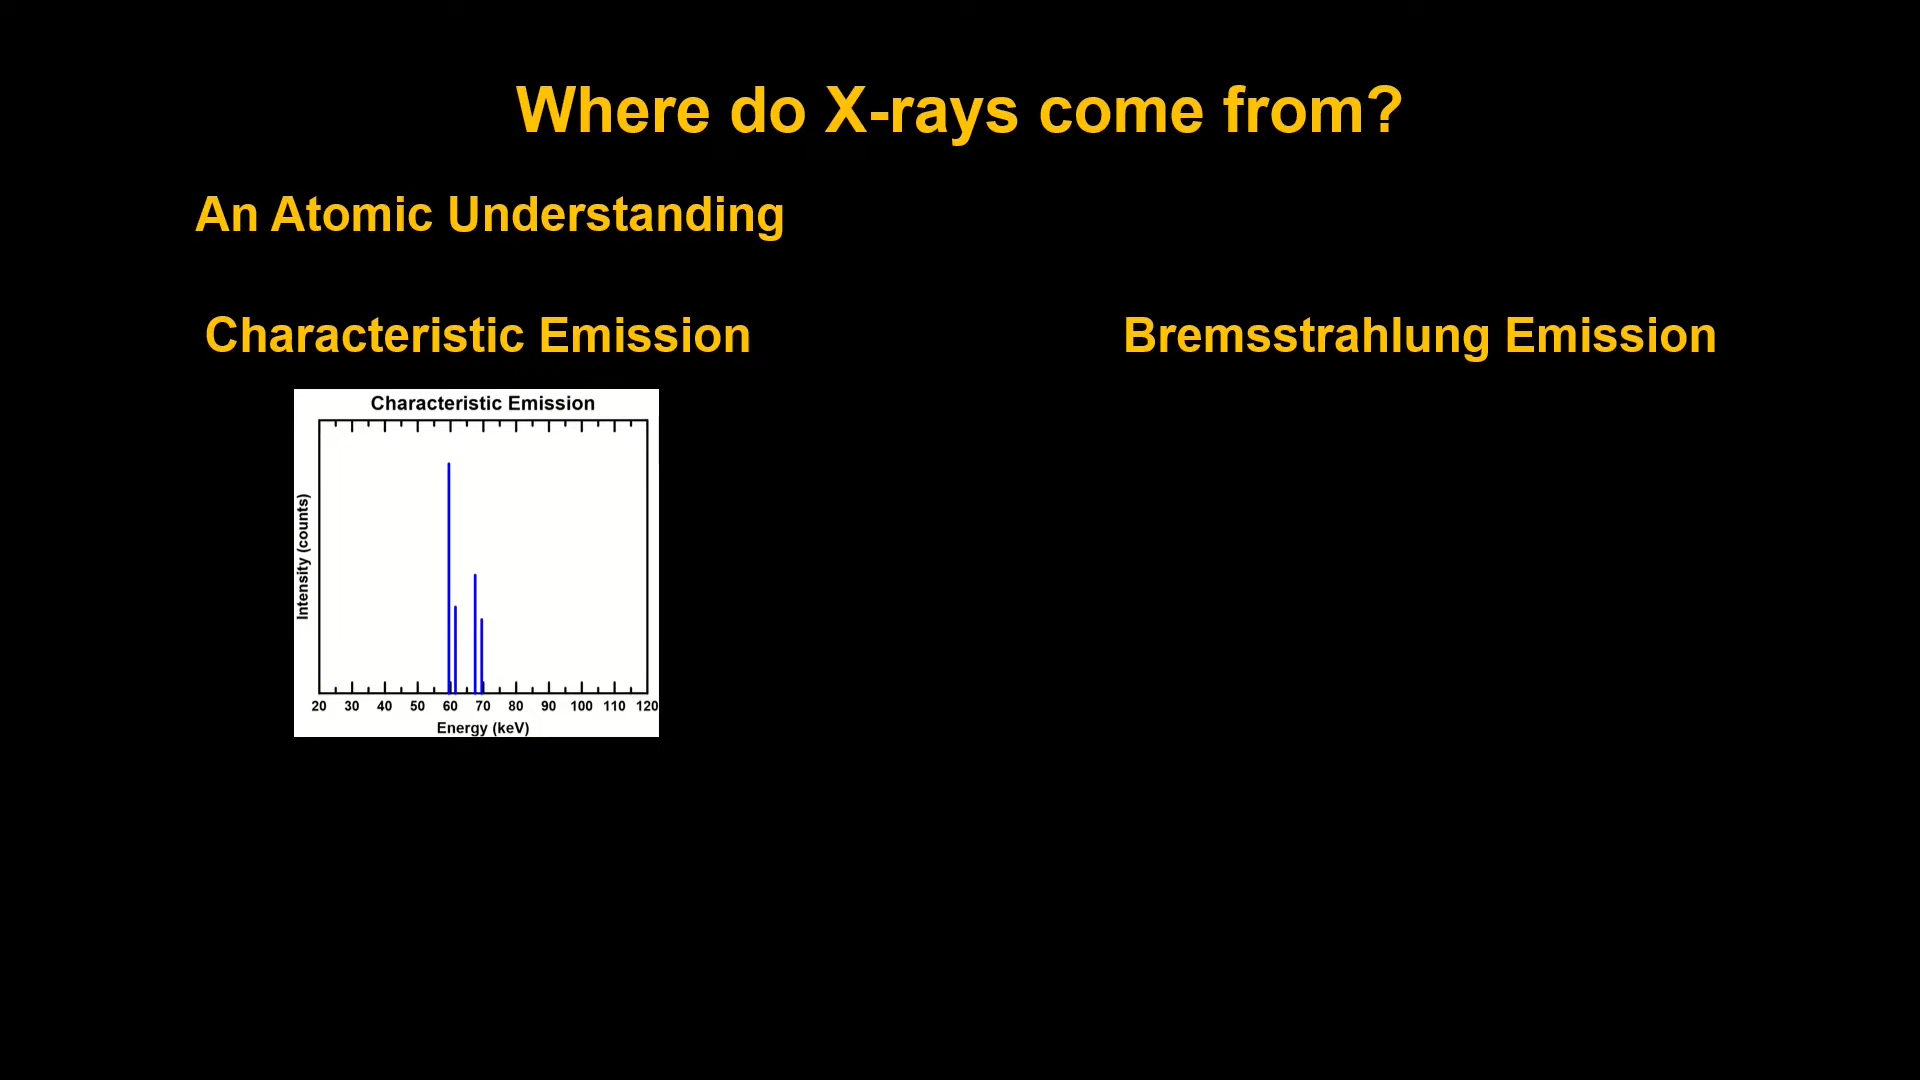 Where do X-rays come from?
An Atomic Understanding
Characteristic Emission
Bremsstrahlung Emission
Characteristic Emission
Intensity (counts)
20 30 40 50 60 70 80 90 100 110 120
Energy (keV)